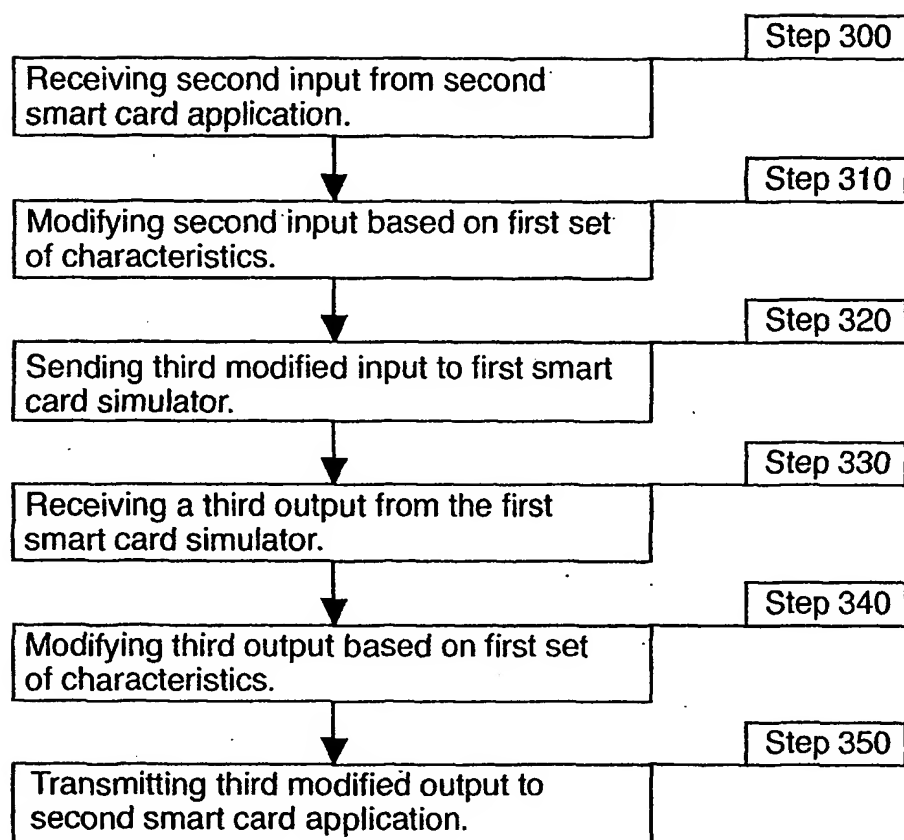 Step 300
Receiving second input from second
smart card application.
Step 310
Modifying second input based on first set
of characteristics.
Step 320
Sending third modified input to first smart
card simulator.
Step 330
Receiving a third output from the first
smart card simulator.
Step 340
Modifying third output based on first set
of characteristics.
Step 350
Transmitting third modified output to
second smart card application.